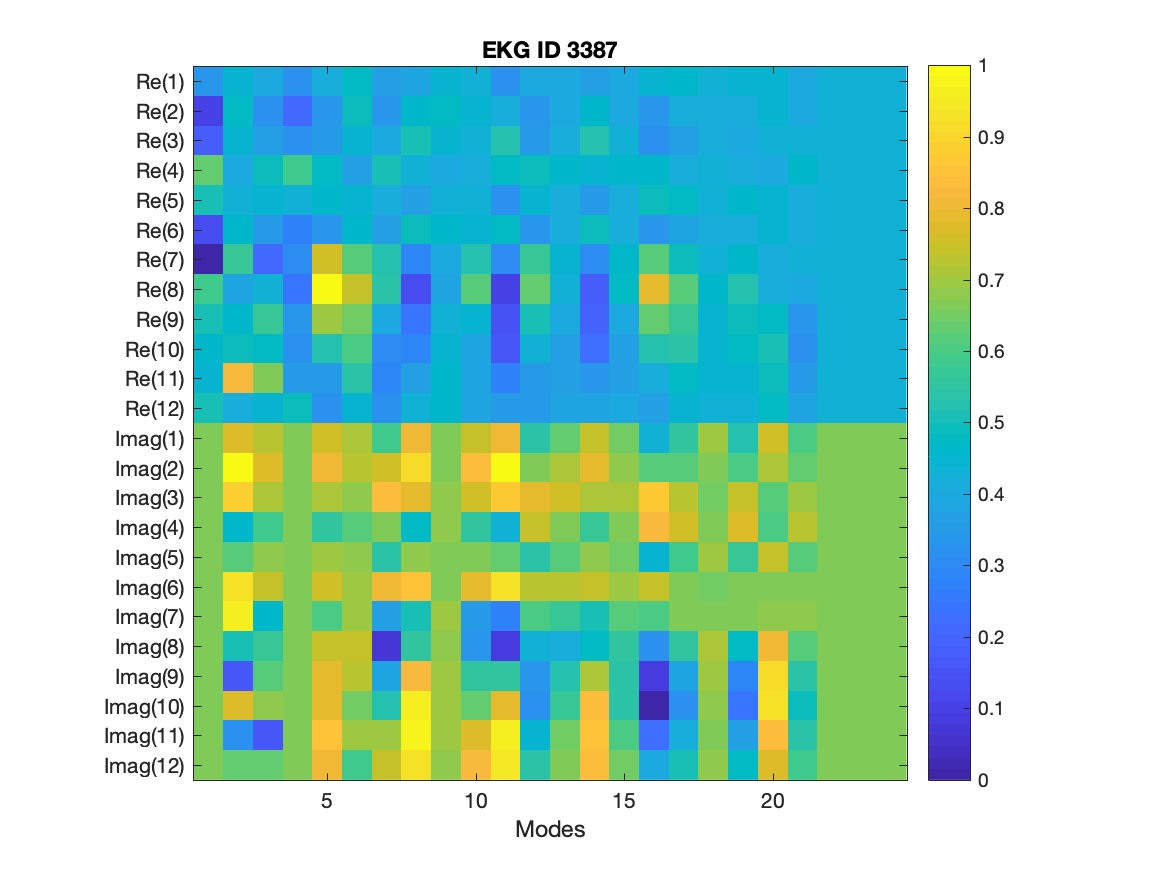 EKG ID 3387
Re(1)
Re(2)
Re(3)
Re(4)
Re(5)
Re(6)
Re(7)
Re(8)
Re(9)
Re(10)
Re(11)
Re(12)
Imag(1)
Imag(2)
Imag(3)
Imag(4)
Imag(5)
Imag(6)
Imag(7)
Imag(8)
Imag(9)
Imag(10)
Imag(11)
Imag(12)
5 10 15 20
Modes
1
0.9
0.8
0.7
0.6
0.5
0.4
0.3
0.2
0.1
0